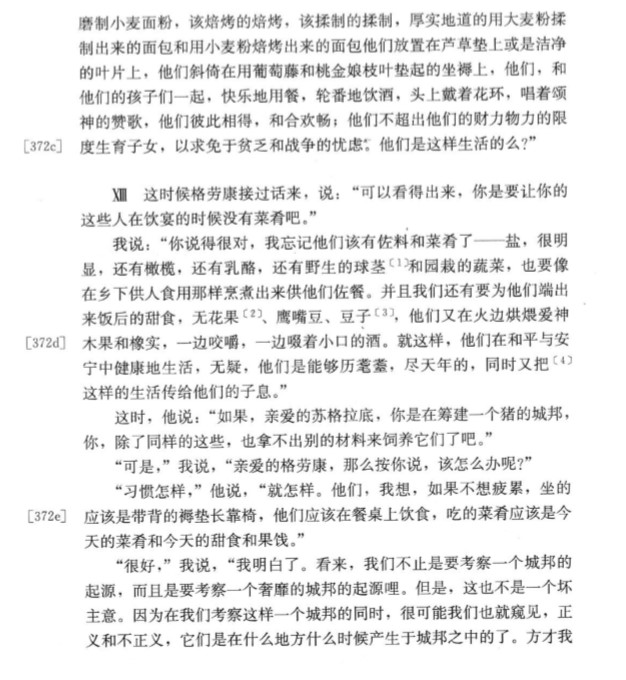 磨制小麦面粉，该焙烤的焙烤，该揉制的揉制，厚实地道的用大麦粉揉
制出来的面包和用小麦粉焙烤出来的面包他们放置在芦草垫上或是洁净
的叶片上，他们斜倚在用葡萄藤和桃金娘枝叶垫起的坐褥上，他们，和
他们的孩子们一起，快乐地用餐，轮番地饮酒，头上戴着花环，唱着颂
神的赞歌，他们彼此相得，和合欢畅；他们不超出他们的财力物力的限
[372c] 度生育子女，以求免于贫乏和战争的忧虑。他们是这样生活的么？”
XIII 这时候格劳康接过话来，说：“可以看得出来，你是要让你的
这些人在饮宴的时候没有菜肴吧。”
我说：“你说得很对，我忘记他们该有佐料和菜肴了——盐，很明
显，还有橄榄，还有乳酪，还有野生的球茎〔1〕和园栽的蔬菜，也要像
在乡下供人食用那样烹煮出来供他们佐餐。并且我们还有要为他们端出
来饭后的甜食，无花果〔2〕、鹰嘴豆、豆子〔3〕，他们又在火边烘煨爱神
[372d] 木果和橡实，一边咬嚼，一边啜着小口的酒。就这样，他们在和平与安
宁中健康地生活，无疑，他们是能够历耄耋，尽天年的，同时又把〔4〕
这样的生活传给他们的子息。”
这时，他说：“如果，亲爱的苏格拉底，你是在筹建一个猪的城邦，
你，除了同样的这些，也拿不出别的材料来饲养它们了吧。”
“可是，”我说，“亲爱的格劳康，那么按你说，该怎么办呢？”
“习惯怎样，”他说，“就怎样。他们，我想，如果不想疲累，坐的
[372e] 应该是带背的褥垫长靠椅，他们应该在餐桌上饮食，吃的菜肴应该是今
天的菜肴和今天的甜食和果饯。”
“很好，”我说，“我明白了。看来，我们不止是要考察一个城邦的
起源，而且是要考察一个奢靡的城邦的起源哩。但是，这也不是一个坏
主意。因为在我们考察这样一个城邦的同时，很可能我们也就窥见，正
义和不正义，它们是在什么地方什么时候产生于城邦之中的了。方才我